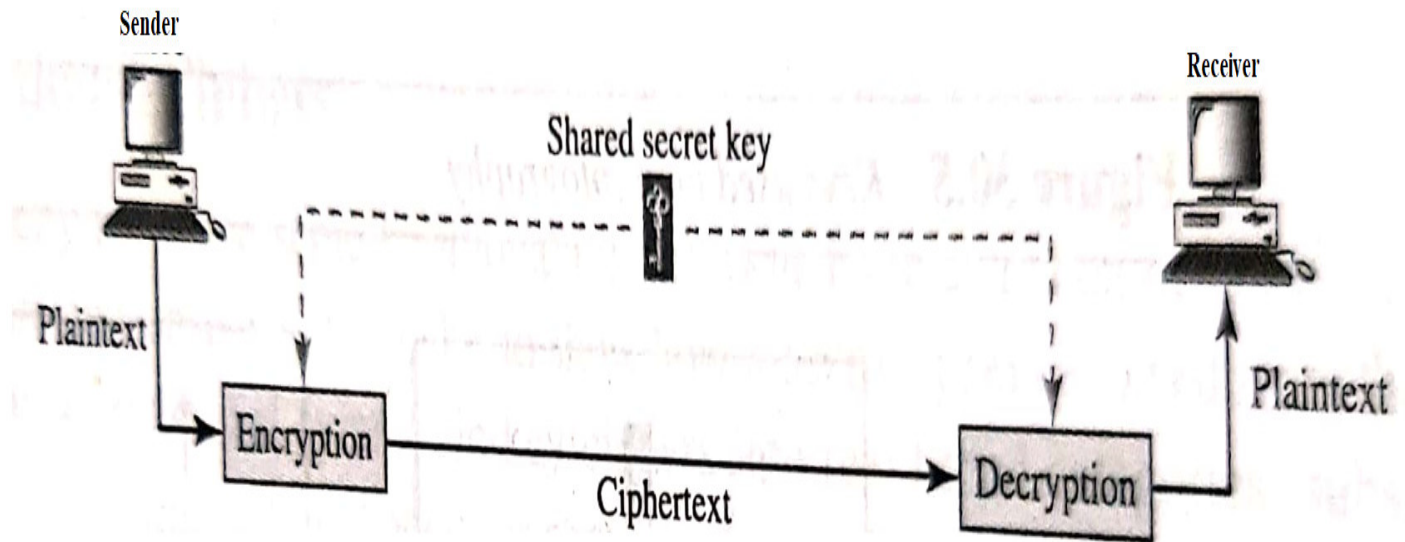 Sender
Receiver
Shared secret key
Plaintext
Encryption
Ciphertext
Decryption
Plaintext